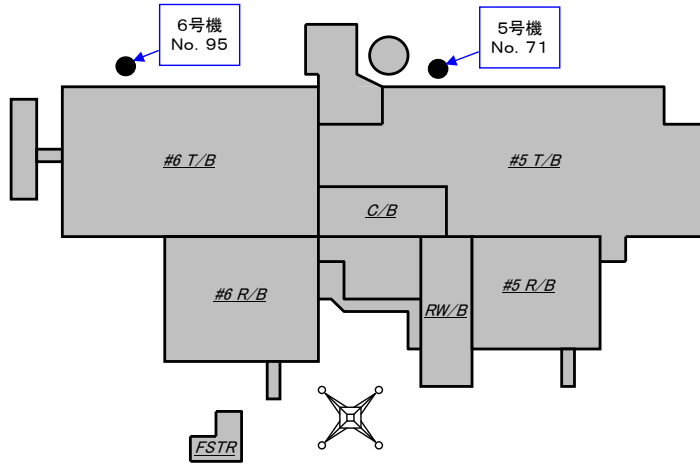 6号機
No. 95
5号機
No. 71
#6 T/B
#5 T/B
C/B
#6 R/B
RW/B
#5 R/B
FSTR